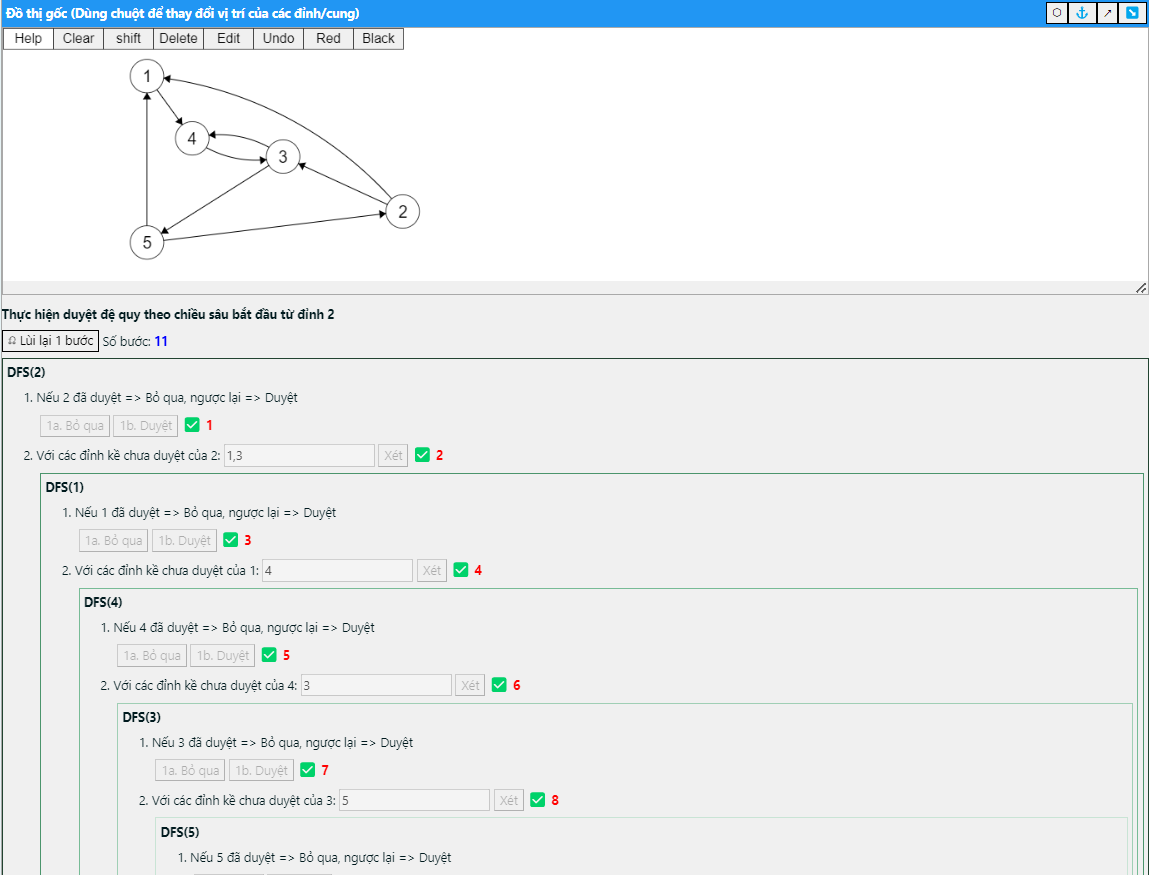 Đồ thị gốc (Dùng chuột để thay đổi vị trí của các đỉnh/cung)
Help Clear shift Delete Edit Undo Red Black
1
4
3
2
5
Thực hiện duyệt đệ quy theo chiều sâu bắt đầu từ đỉnh 2
Lùi lại 1 bước Số bước: 11
DFS(2)
1. Nếu 2 đã duyệt => Bỏ qua, ngược lại => Duyệt
1a. Bỏ qua 1b. Duyệt 1
2. Với các đỉnh kề chưa duyệt của 2: 1,3 Xét 2
DFS(1)
1. Nếu 1 đã duyệt => Bỏ qua, ngược lại => Duyệt
1a. Bỏ qua 1b. Duyệt 3
2. Với các đỉnh kề chưa duyệt của 1: 4 Xét 4
DFS(4)
1. Nếu 4 đã duyệt => Bỏ qua, ngược lại => Duyệt
1a. Bỏ qua 1b. Duyệt 5
2. Với các đỉnh kề chưa duyệt của 4: 3 Xét 6
DFS(3)
1. Nếu 3 đã duyệt => Bỏ qua, ngược lại => Duyệt
1a. Bỏ qua 1b. Duyệt 7
2. Với các đỉnh kề chưa duyệt của 3: 5 Xét 8
DFS(5)
1. Nếu 5 đã duyệt => Bỏ qua, ngược lại => Duyệt